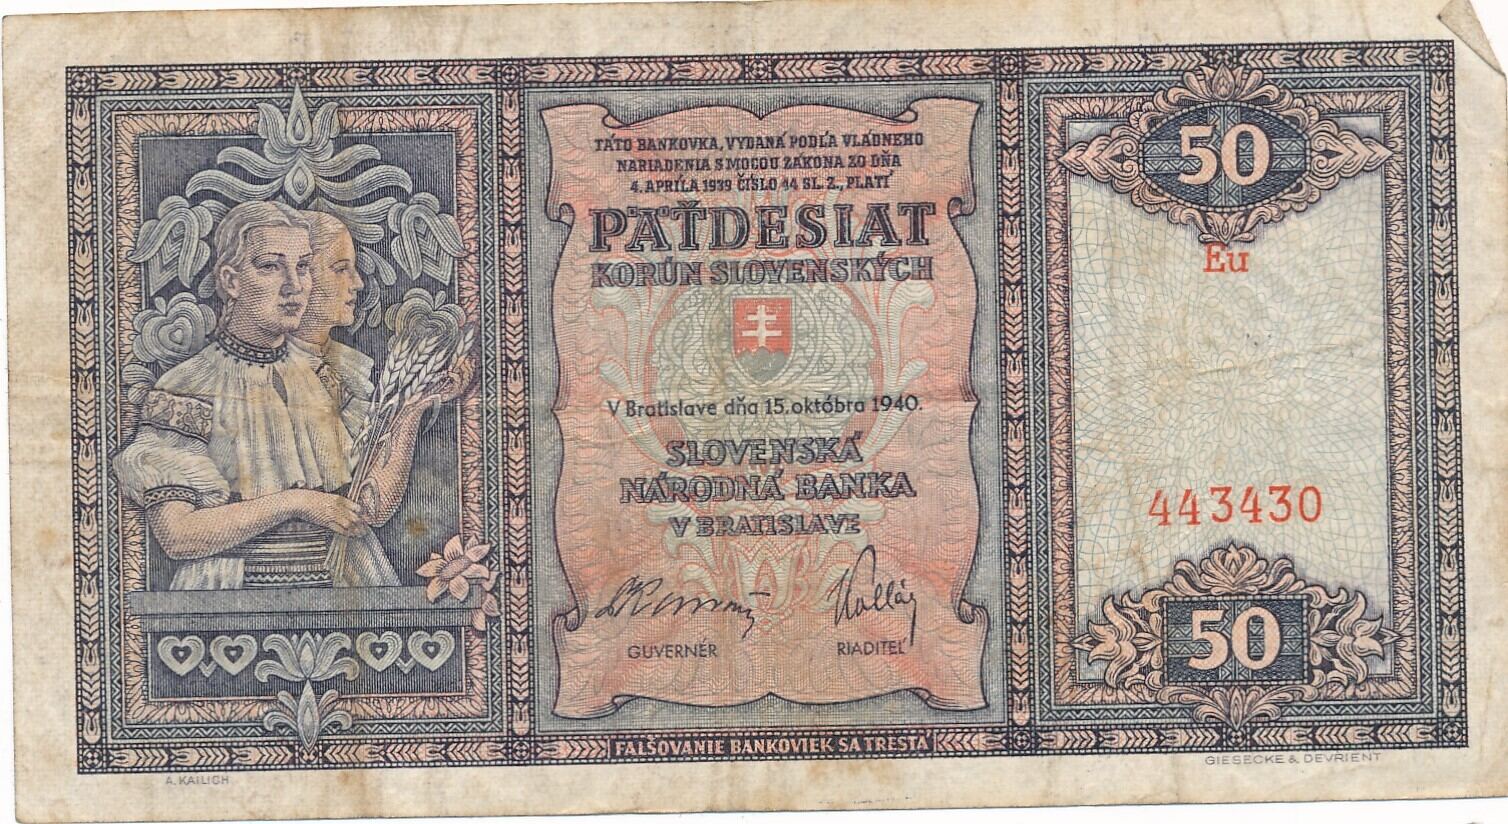 TÁTO BANKOVKA, VYDANÁ PODĽA VLÁDNEHO
NARIADENIA S MOCOU ZÁKONA ZO DŇA
4. APRÍLA 1939 ČÍSLO 44 SL. Z., PLATÍ
PÄŤDESIAT
KORÚN SLOVENSKÝCH
V Bratislave dňa 15. októbra 1940.
SLOVENSKÁ
NÁRODNÁ BANKA
V BRATISLAVE
GUVERNÉR
RIADITEĽ
50
Eu
443430
50
FALŠOVANIE BANKOVIEK SA TRESTÁ
A. KAILICH
GIESECKE & DEVRIENT